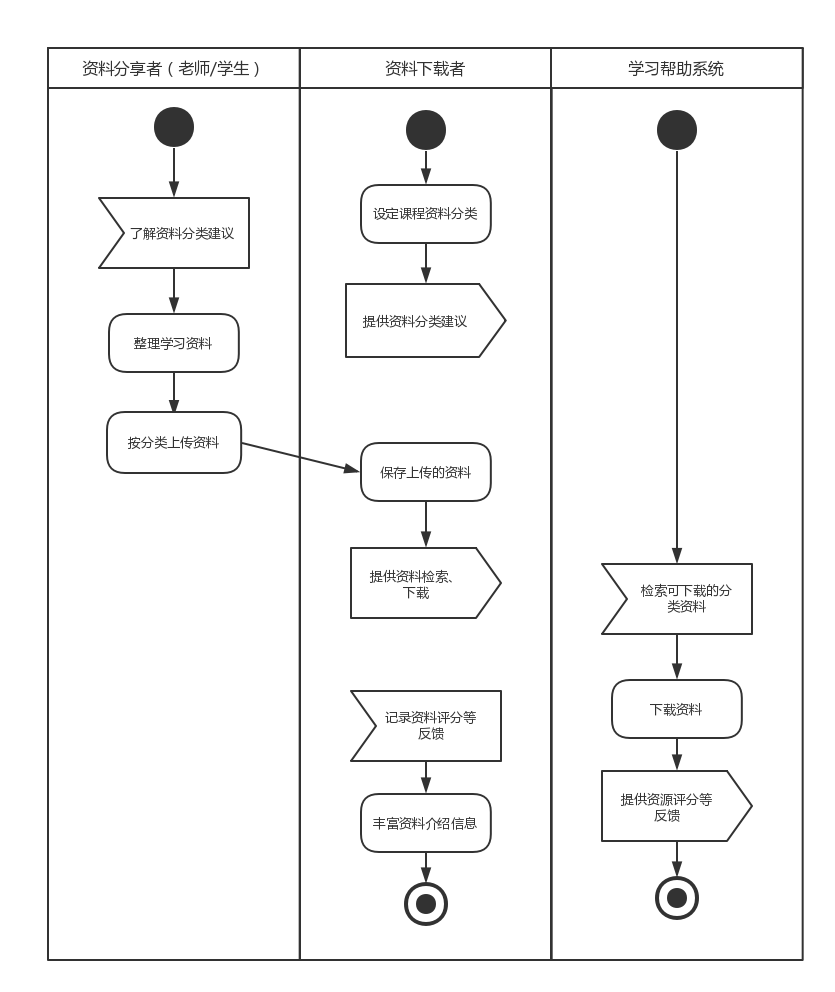 资料分享者（老师/学生）
资料下载者
学习帮助系统
了解资料分类建议
整理学习资料
按分类上传资料
设定课程资料分类
提供资料分类建议
保存上传的资料
提供资料检索、
下载
记录资料评分等
反馈
丰富资料介绍信息
检索可下载的分
类资料
下载资料
提供资源评分等
反馈